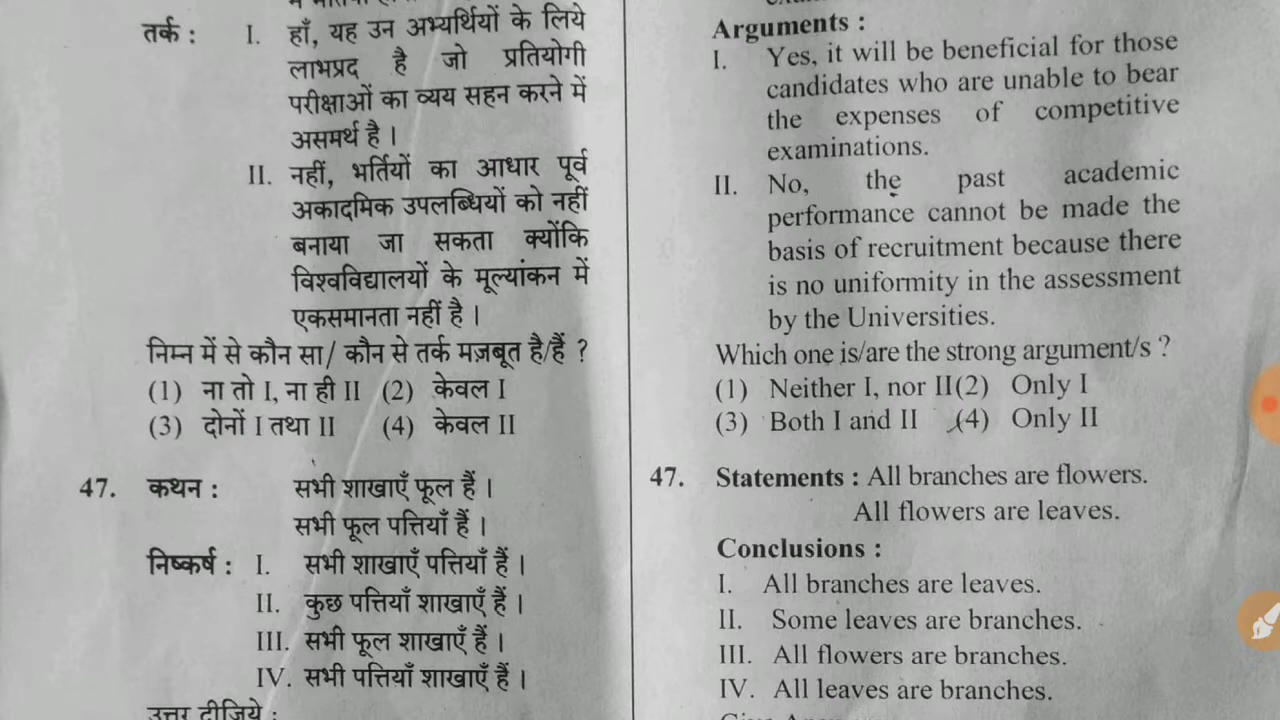 तर्क : I. हाँ, यह उन अभ्यर्थियों के लिये
लाभप्रद है जो प्रतियोगी
परीक्षाओं का व्यय सहन करने में
असमर्थ है ।
II. नहीं, भर्तियों का आधार पूर्व
अकादमिक उपलब्धियों को नहीं
बनाया जा सकता क्योंकि
विश्वविद्यालयों के मूल्यांकन में
एकसमानता नहीं है ।
निम्न में से कौन सा/ कौन से तर्क मज़बूत है/हैं ?
(1) ना तो I, ना ही II (2) केवल I
(3) दोनों I तथा II (4) केवल II
47. कथन : सभी शाखाएँ फूल हैं ।
सभी फूल पत्तियाँ हैं ।
निष्कर्ष : I. सभी शाखाएँ पत्तियाँ हैं ।
II. कुछ पत्तियाँ शाखाएँ हैं ।
III. सभी फूल शाखाएँ हैं ।
IV. सभी पत्तियाँ शाखाएँ हैं ।
उत्तर दीजिये :
Arguments :
I. Yes, it will be beneficial for those
candidates who are unable to bear
the expenses of competitive
examinations.
II. No, the past academic
performance cannot be made the
basis of recruitment because there
is no uniformity in the assessment
by the Universities.
Which one is/are the strong argument/s ?
(1) Neither I, nor II (2) Only I
(3) Both I and II (4) Only II
47. Statements : All branches are flowers.
All flowers are leaves.
Conclusions :
I. All branches are leaves.
II. Some leaves are branches.
III. All flowers are branches.
IV. All leaves are branches.